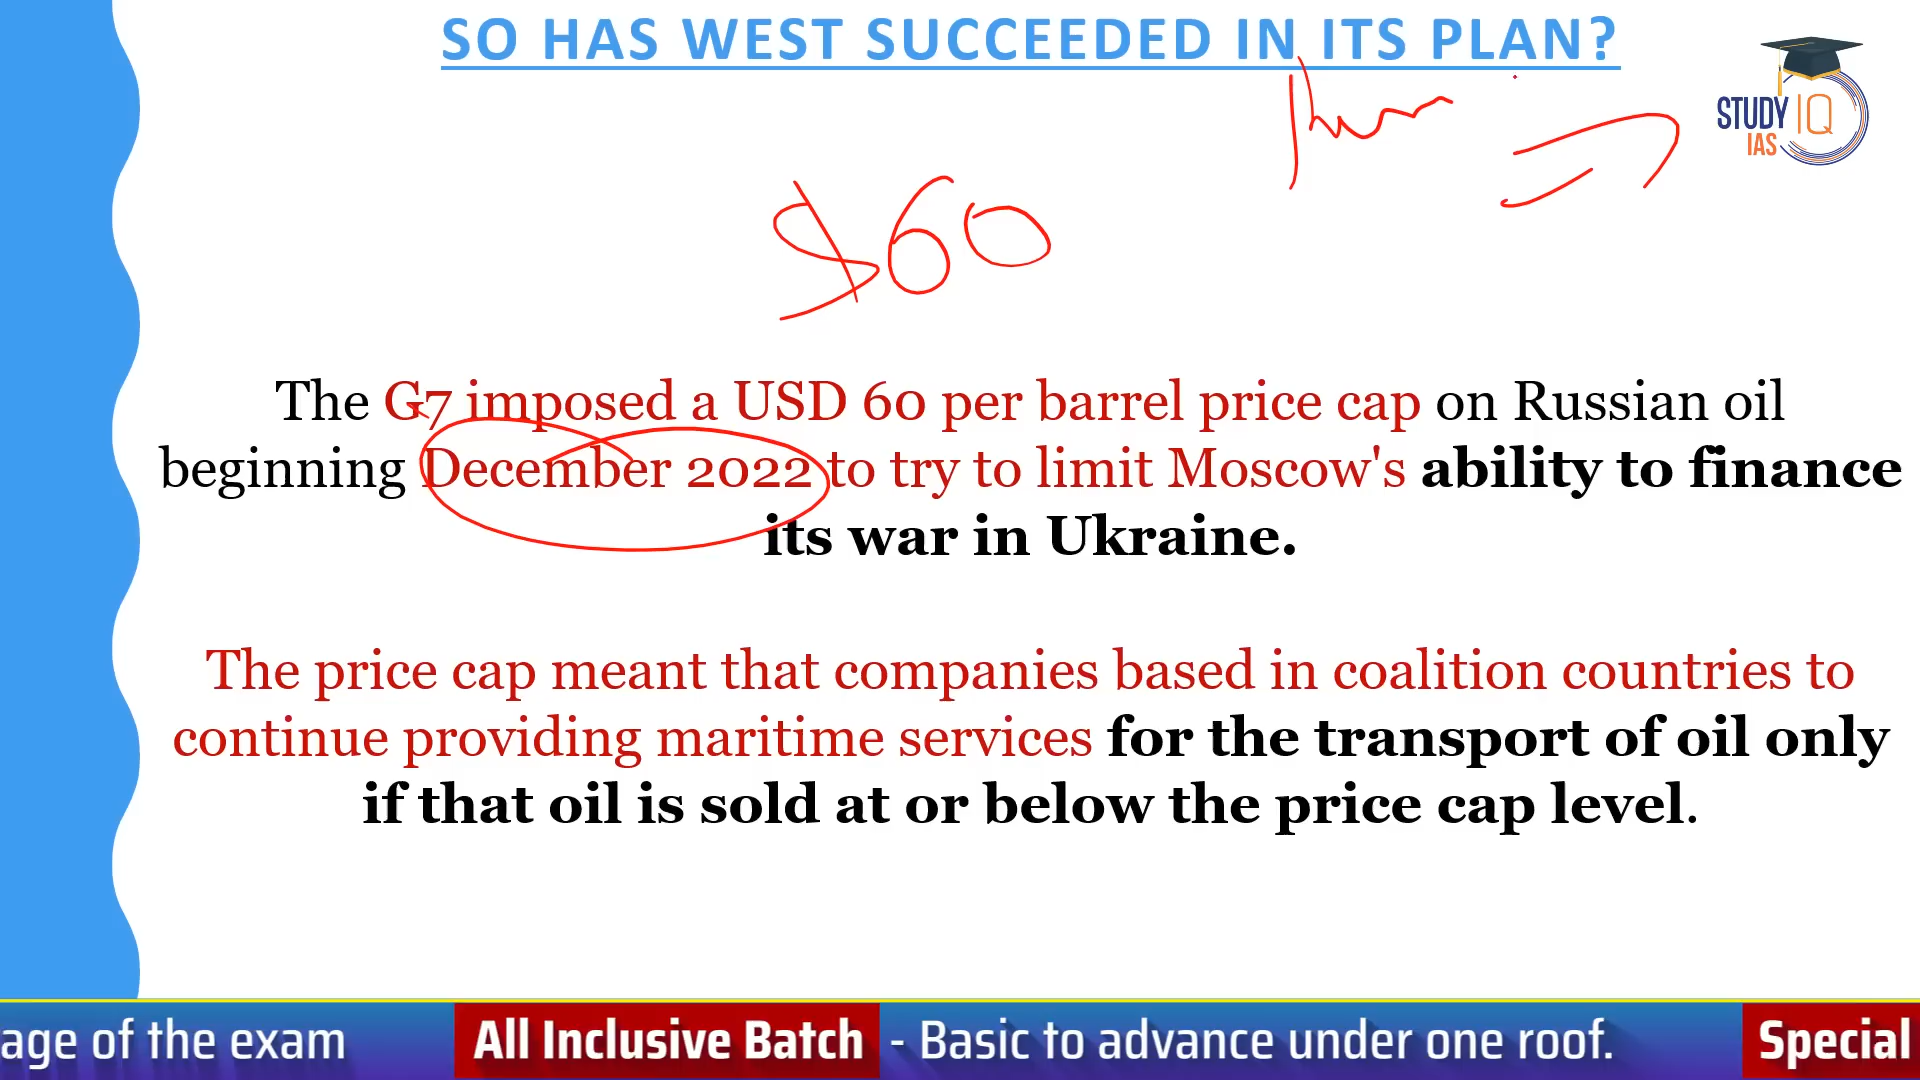 SO HAS WEST SUCCEEDED IN ITS PLAN?
STUDY IQ
IAS
$60
The G7 imposed a USD 60 per barrel price cap on Russian oil
beginning December 2022 to try to limit Moscow's ability to finance
its war in Ukraine.
The price cap meant that companies based in coalition countries to
continue providing maritime services for the transport of oil only
if that oil is sold at or below the price cap level.
age of the exam All Inclusive Batch - Basic to advance under one roof. Special